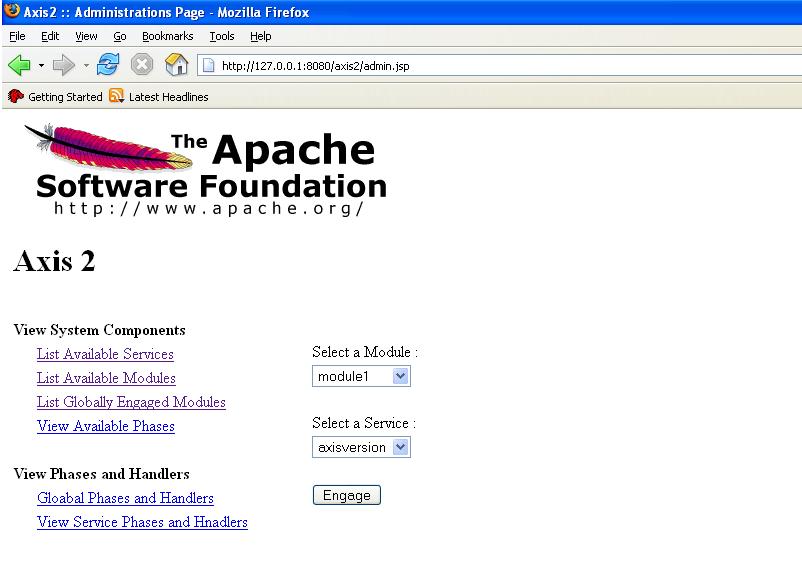 Axis2 :: Administrations Page - Mozilla Firefox
File Edit View Go Bookmarks Tools Help
http://127.0.0.1:8080/axis2/admin.jsp
Getting Started Latest Headlines
The Apache
Software Foundation
http://www.apache.org/
Axis 2
View System Components
List Available Services
List Available Modules
List Globally Engaged Modules
View Available Phases
View Phases and Handlers
Gloabal Phases and Handlers
View Service Phases and Hnadlers
Select a Module :
module1
Select a Service :
axisversion
Engage